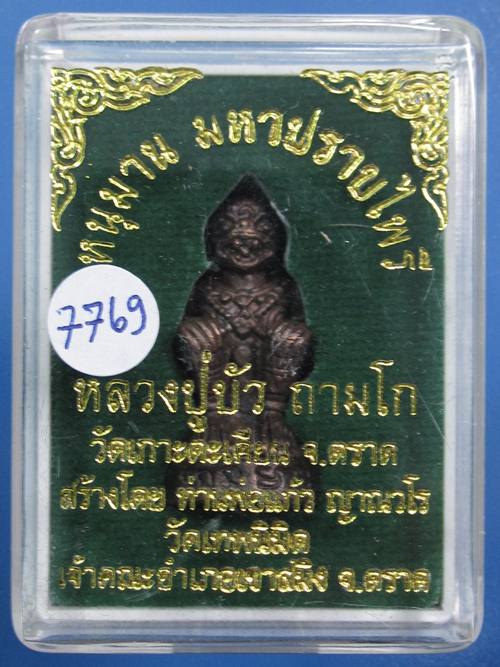 หนุมาน มหาปราบไพรี
7769
หลวงปู่บัว ถามโก
วัดเกาะตะเคียน จ.ตราด
สร้างโดย ท่านพ่อแก้ว ญาณวโร
วัดเทพนิมิต
เจ้าคณะอำเภอเขาสมิง จ.ตราด